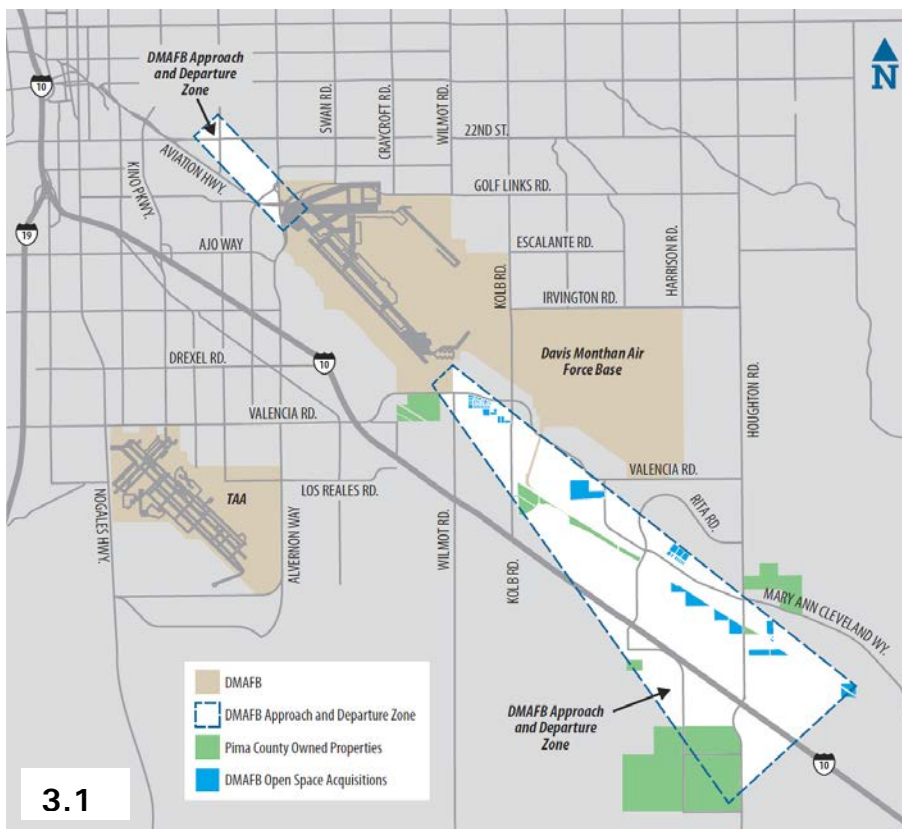 DMAFB Approach
and Departure
Zone
N
10
SWAN RD.
CRAYCROFT RD.
WILMOT RD.
22ND ST.
AVIATION HWY.
KINO PKWY.
GOLF LINKS RD.
19
AJO WAY
ESCALANTE RD.
HARRISON RD.
KOLB RD.
IRVINGTON RD.
DREXEL RD.
10
Davis Monthan Air
Force Base
HOUGHTON RD.
VALENCIA RD.
VALENCIA RD.
LOS REALES RD.
TAA
RITA RD.
NOGALES HWY.
ALVERNON WAY
WILMOT RD.
KOLB RD.
MARY ANN CLEVELAND WY.
DMAFB
DMAFB Approach and Departure Zone
Pima County Owned Properties
DMAFB Open Space Acquisitions
DMAFB Approach
and Departure
Zone
10
3.1